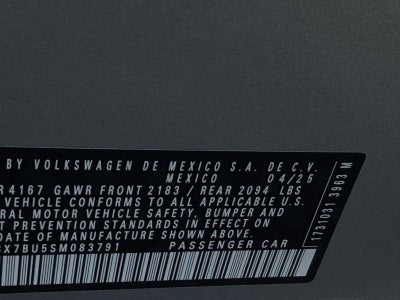 BY VOLKSWAGEN DE MEXICO S.A. DE C.V.
MEXICO 04/25
R 4167 GAWR FRONT 2183 / REAR 2094 LBS
VEHICLE CONFORMS TO ALL APPLICABLE U.S.
RAL MOTOR VEHICLE SAFETY, BUMPER AND
T PREVENTION STANDARDS IN EFFECT ON
DATE OF MANUFACTURE SHOWN ABOVE
X7BU5SM083791 PASSENGER CAR
1731031 3963 M